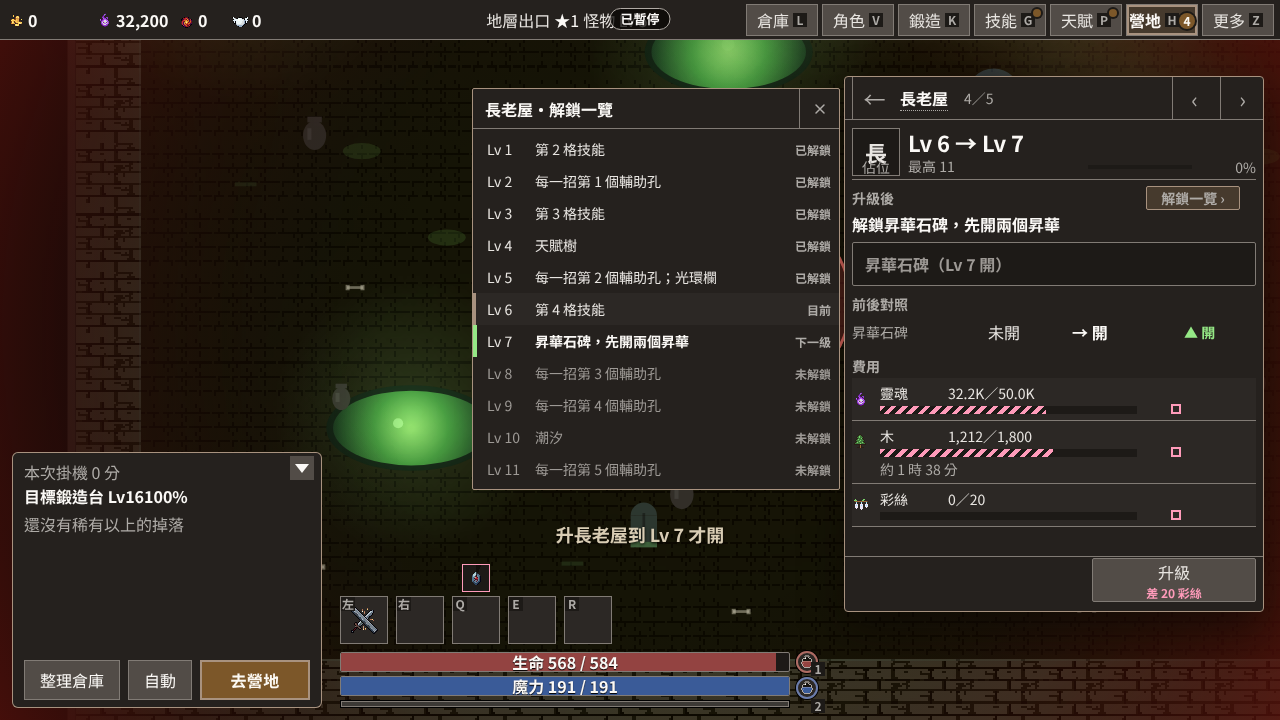 0 32,200 0 0
地層出口 ★1 怪物
已暫停
倉庫 L
角色 V
鍛造 K
技能 G
天賦 P
營地 H 4
更多 Z
長老屋・解鎖一覽 ×
Lv 1 第 2 格技能 已解鎖
Lv 2 每一招第 1 個輔助孔 已解鎖
Lv 3 第 3 格技能 已解鎖
Lv 4 天賦樹 已解鎖
Lv 5 每一招第 2 個輔助孔；光環欄 已解鎖
Lv 6 第 4 格技能 目前
Lv 7 昇華石碑，先開兩個昇華 下一級
Lv 8 每一招第 3 個輔助孔 未解鎖
Lv 9 每一招第 4 個輔助孔 未解鎖
Lv 10 潮汐 未解鎖
Lv 11 每一招第 5 個輔助孔 未解鎖
← 長老屋 4／5 ‹ ›
長
佔位
Lv 6 → Lv 7
最高 11 0%
升級後
解鎖一覽 ›
解鎖昇華石碑，先開兩個昇華
昇華石碑（Lv 7 開）
前後對照
昇華石碑 未開 → 開 ▲ 開
費用
靈魂 32.2K／50.0K
木 1,212／1,800
約 1 時 38 分
彩絲 0／20
升級
差 20 彩絲
本次掛機 0 分
目標鍛造台 Lv16100%
還沒有稀有以上的掉落
整理倉庫
自動
去營地
升長老屋到 Lv 7 才開
左
右
Q
E
R
生命 568 / 584
1
魔力 191 / 191
2